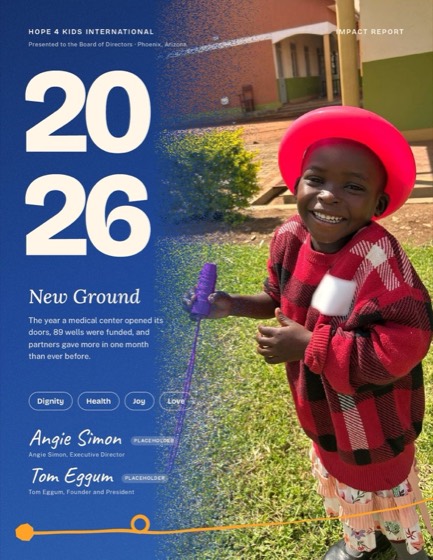 HOPE 4 KIDS INTERNATIONAL
IMPACT REPORT
Presented to the Board of Directors · Phoenix, Arizona
20
26
New Ground
The year a medical center opened its
doors, 89 wells were funded, and
partners gave more in one month
than ever before.
Dignity Health Joy Love
Angie Simon PLACEHOLDER
Angie Simon, Executive Director
Tom Eggum PLACEHOLDER
Tom Eggum, Founder and President